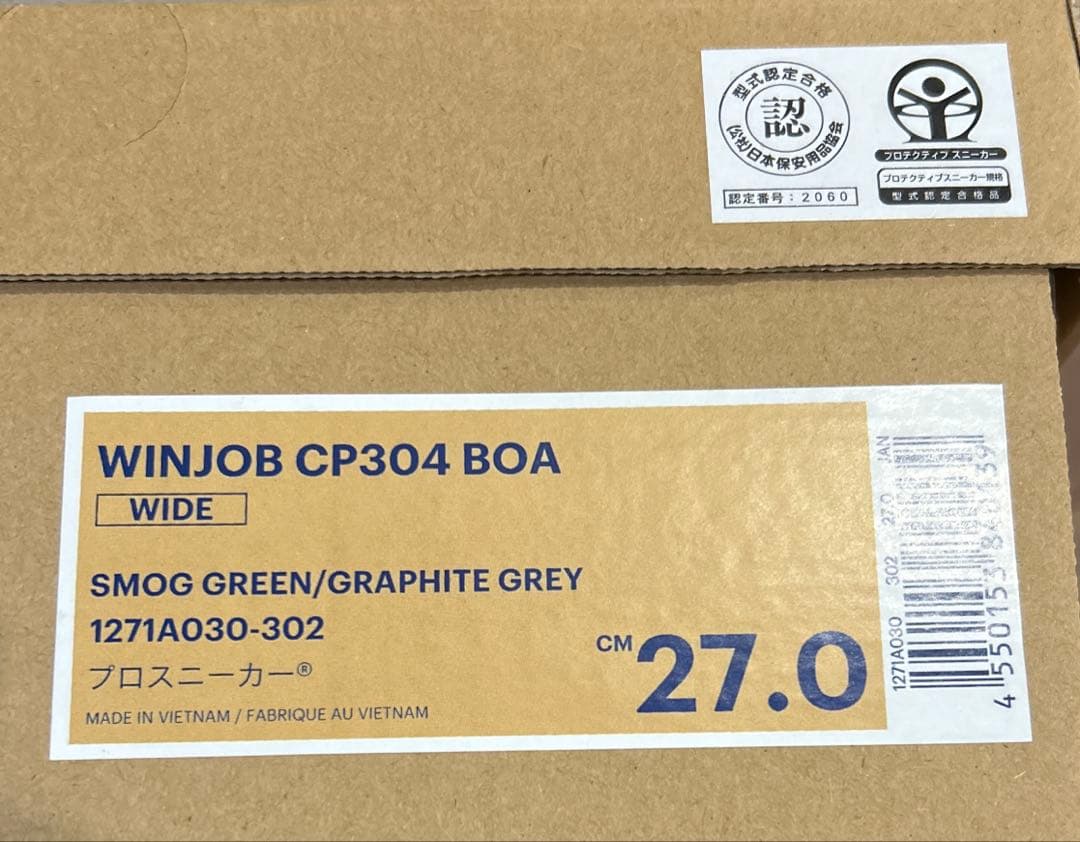 型式認定合格
認
(公社)日本保安用品協会
認定番号：2060
プロテクティブ スニーカー
プロテクティブスニーカー規格
型式認定合格品
WINJOB CP304 BOA
WIDE
SMOG GREEN/GRAPHITE GREY
1271A030-302
プロスニーカー®
MADE IN VIETNAM / FABRIQUE AU VIETNAM
CM 27.0
1271A030 302 27.0 JAN